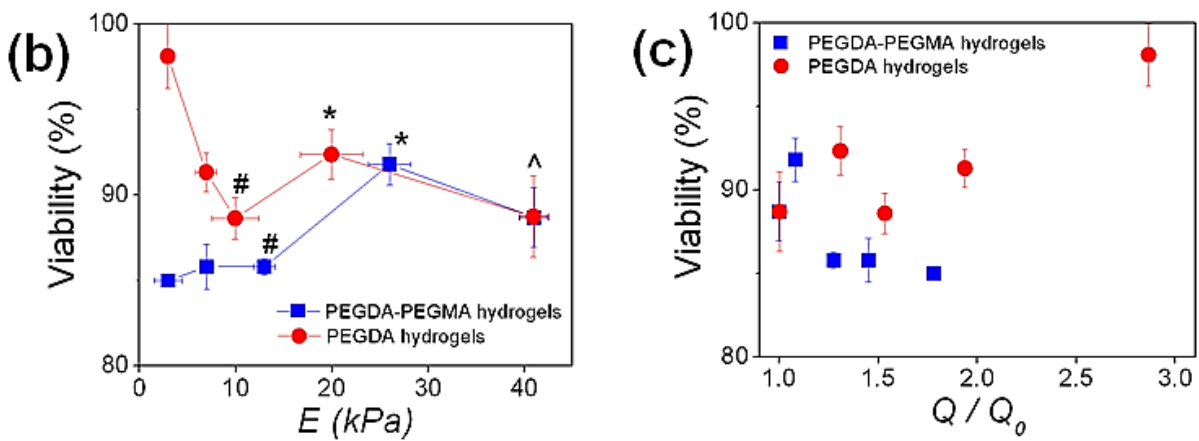 (b)
Viability (%)
100
90
80
# * * ^
#
PEGDA-PEGMA hydrogels
PEGDA hydrogels
0 10 20 30 40
E (kPa)
(c)
Viability (%)
100
90
80
PEGDA-PEGMA hydrogels
PEGDA hydrogels
1.0 1.5 2.0 2.5 3.0
Q / Q₀